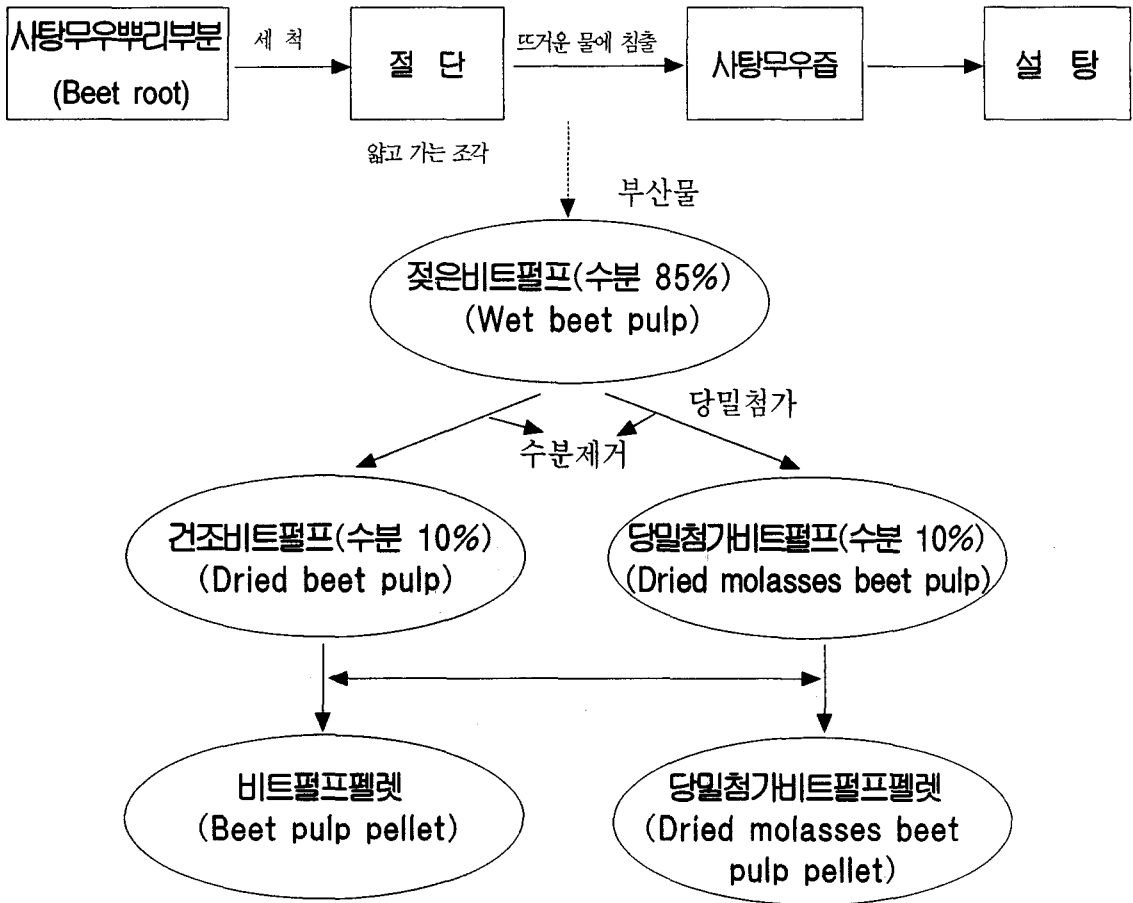 사탕무우뿌리부분
(Beet root)
세 척
절 단
뜨거운 물에 침출
사탕무우즙
설 탕
얇고 가는 조각
부산물
젖은비트펄프(수분 85%)
(Wet beet pulp)
당밀첨가
수분제거
건조비트펄프(수분 10%)
(Dried beet pulp)
당밀첨가비트펄프(수분 10%)
(Dried molasses beet pulp)
비트펄프펠렛
(Beet pulp pellet)
당밀첨가비트펄프펠렛
(Dried molasses beet
pulp pellet)